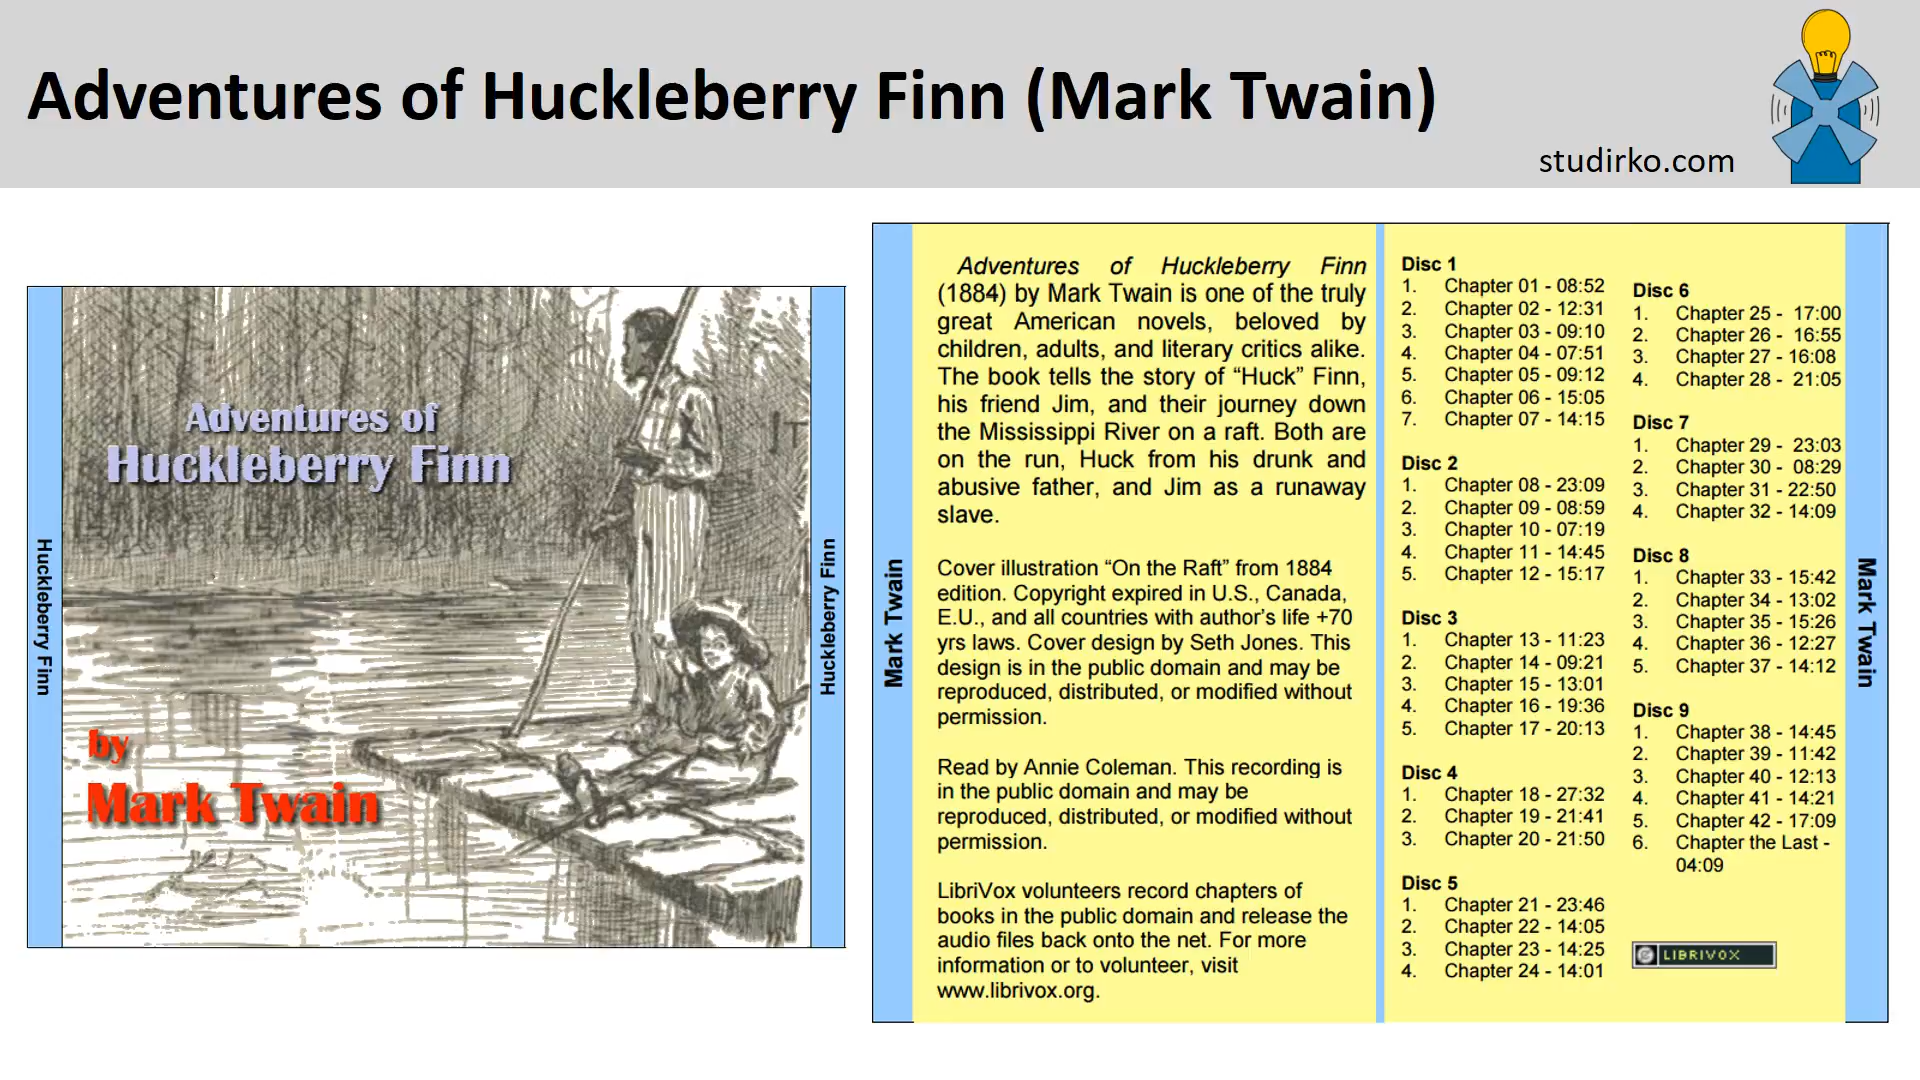 Adventures of Huckleberry Finn (Mark Twain)
studirko.com
Huckleberry Finn
Adventures of
Huckleberry Finn
by
Mark Twain
Huckleberry Finn
Mark Twain
Adventures of Huckleberry Finn
(1884) by Mark Twain is one of the truly
great American novels, beloved by
children, adults, and literary critics alike.
The book tells the story of “Huck” Finn,
his friend Jim, and their journey down
the Mississippi River on a raft. Both are
on the run, Huck from his drunk and
abusive father, and Jim as a runaway
slave.
Cover illustration “On the Raft” from 1884
edition. Copyright expired in U.S., Canada,
E.U., and all countries with author’s life +70
yrs laws. Cover design by Seth Jones. This
design is in the public domain and may be
reproduced, distributed, or modified without
permission.
Read by Annie Coleman. This recording is
in the public domain and may be
reproduced, distributed, or modified without
permission.
LibriVox volunteers record chapters of
books in the public domain and release the
audio files back onto the net. For more
information or to volunteer, visit
www.librivox.org.
Disc 1
1. Chapter 01 - 08:52
2. Chapter 02 - 12:31
3. Chapter 03 - 09:10
4. Chapter 04 - 07:51
5. Chapter 05 - 09:12
6. Chapter 06 - 15:05
7. Chapter 07 - 14:15
Disc 2
1. Chapter 08 - 23:09
2. Chapter 09 - 08:59
3. Chapter 10 - 07:19
4. Chapter 11 - 14:45
5. Chapter 12 - 15:17
Disc 3
1. Chapter 13 - 11:23
2. Chapter 14 - 09:21
3. Chapter 15 - 13:01
4. Chapter 16 - 19:36
5. Chapter 17 - 20:13
Disc 4
1. Chapter 18 - 27:32
2. Chapter 19 - 21:41
3. Chapter 20 - 21:50
Disc 5
1. Chapter 21 - 23:46
2. Chapter 22 - 14:05
3. Chapter 23 - 14:25
4. Chapter 24 - 14:01
Disc 6
1. Chapter 25 - 17:00
2. Chapter 26 - 16:55
3. Chapter 27 - 16:08
4. Chapter 28 - 21:05
Disc 7
1. Chapter 29 - 23:03
2. Chapter 30 - 08:29
3. Chapter 31 - 22:50
4. Chapter 32 - 14:09
Disc 8
1. Chapter 33 - 15:42
2. Chapter 34 - 13:02
3. Chapter 35 - 15:26
4. Chapter 36 - 12:27
5. Chapter 37 - 14:12
Disc 9
1. Chapter 38 - 14:45
2. Chapter 39 - 11:42
3. Chapter 40 - 12:13
4. Chapter 41 - 14:21
5. Chapter 42 - 17:09
6. Chapter the Last -
04:09
LIBRIVOX
Mark Twain